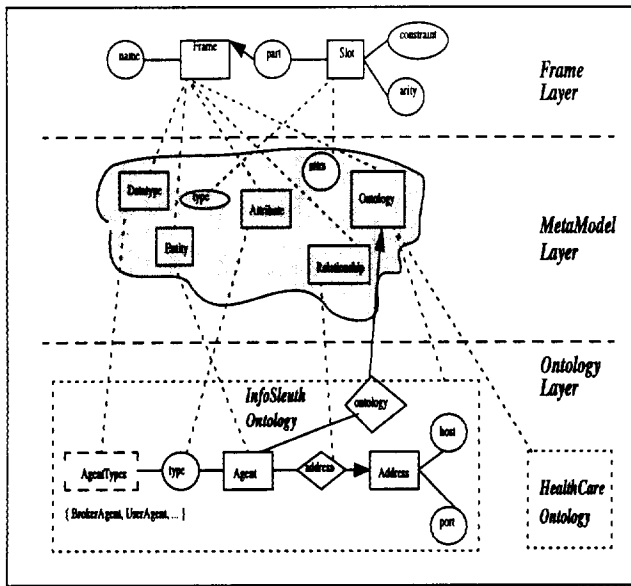 name
Frame
part
Slot
constraint
arity
Frame
Layer
Datatype
type
Attribute
Ontology
Entity
Relationship
MetaModel
Layer
Ontology
Layer
InfoSleuth
Ontology
ontology
AgentTypes
type
Agent
address
Address
host
port
{ BrokerAgent, UserAgent, ... }
HealthCare
Ontology